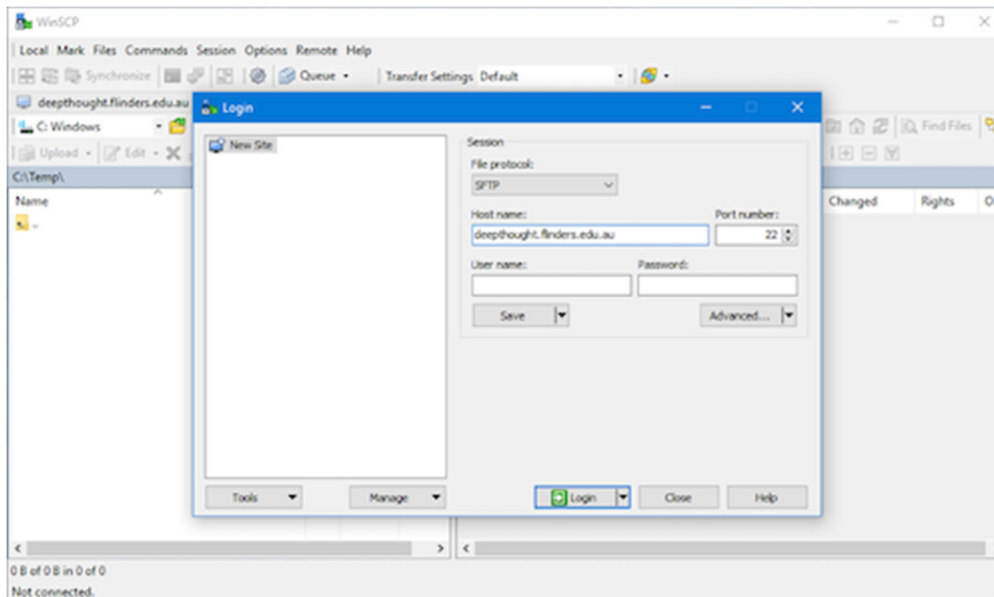 WinSCP
Local Mark Files Commands Session Options Remote Help
Synchronize Queue Transfer Settings Default
deepthought.flinders.edu.au
C: Windows
Find Files
Upload Edit
C:\Temp\
Name
Changed Rights O
..
Login
New Site
Session
File protocol:
SFTP
Host name: Port number:
deepthought.flinders.edu.au 22
User name: Password:
Save Advanced...
Tools Manage Login Close Help
0 B of 0 B in 0 of 0
Not connected.